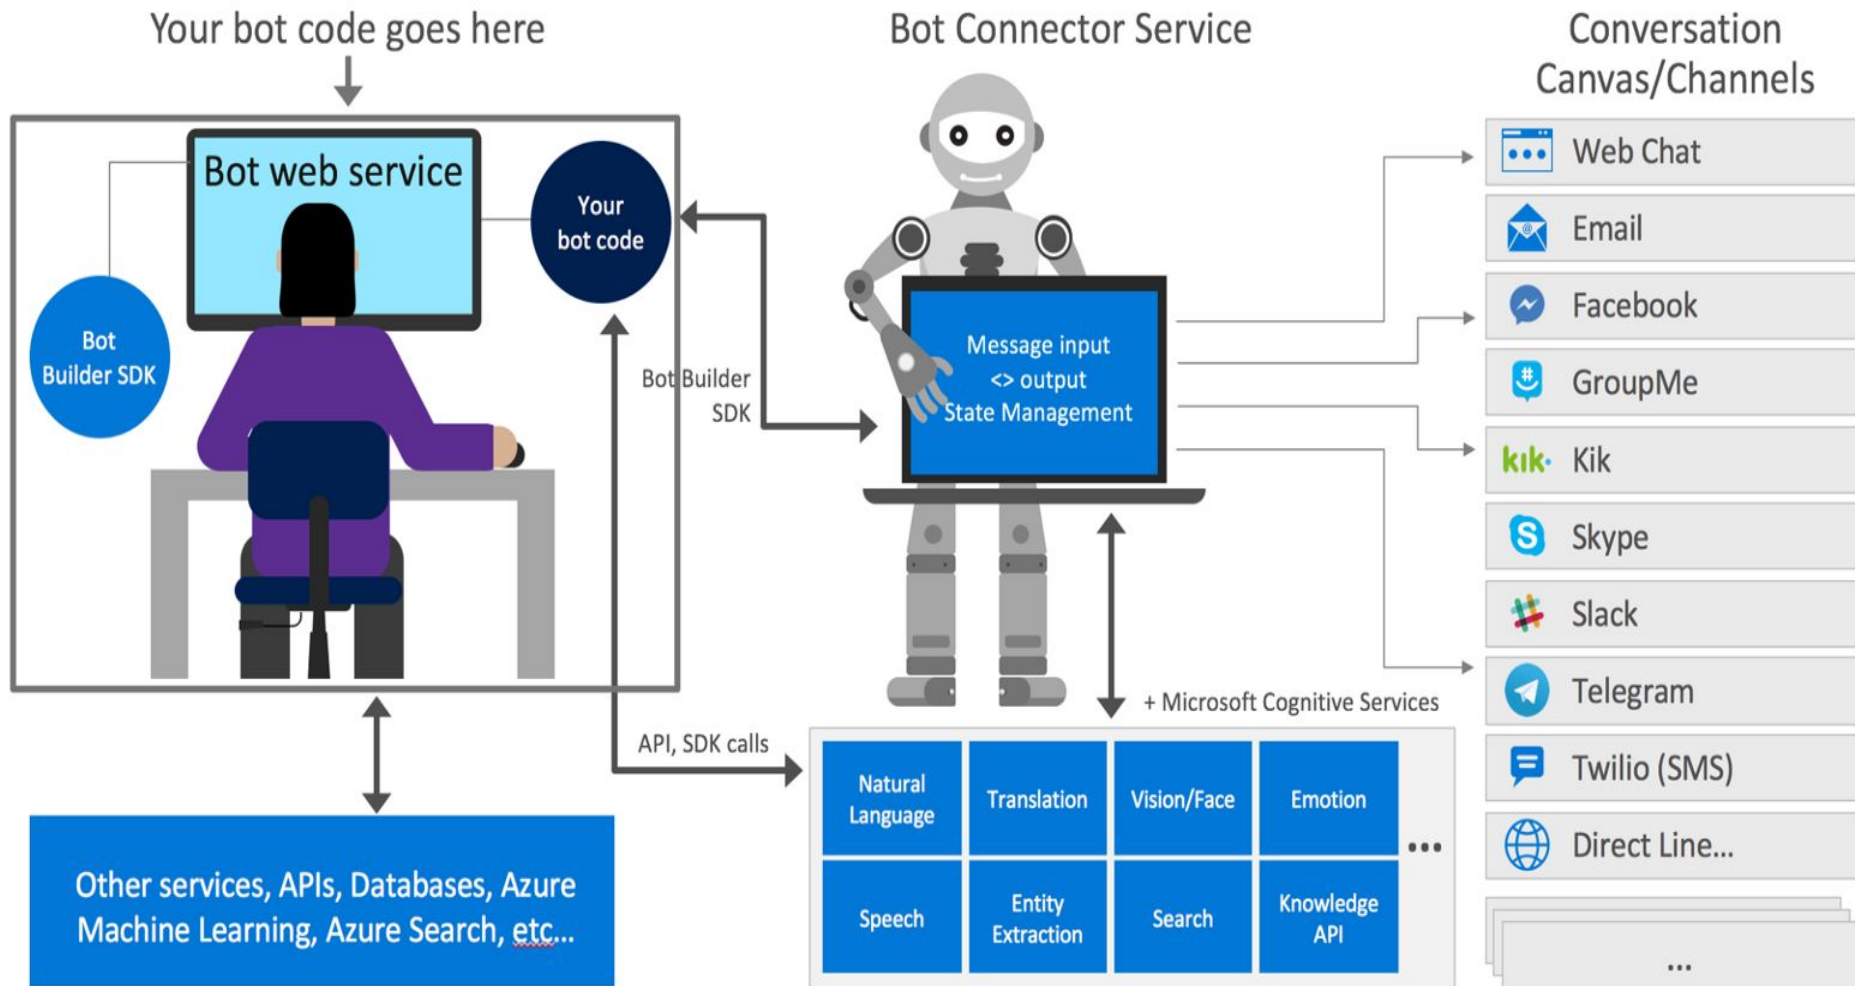 Your bot code goes here
Bot web service
Your
bot code
Bot
Builder SDK
Other services, APIs, Databases, Azure
Machine Learning, Azure Search, etc...
Bot Connector Service
Message input
<> output
State Management
Bot Builder
SDK
API, SDK calls
+ Microsoft Cognitive Services
Natural
Language
Translation
Vision/Face
Emotion
...
Speech
Entity
Extraction
Search
Knowledge
API
Conversation
Canvas/Channels
Web Chat
@
Email
Facebook
#
GroupMe
kik.
Kik
S
Skype
Slack
Telegram
Twilio (SMS)
Direct Line...
...